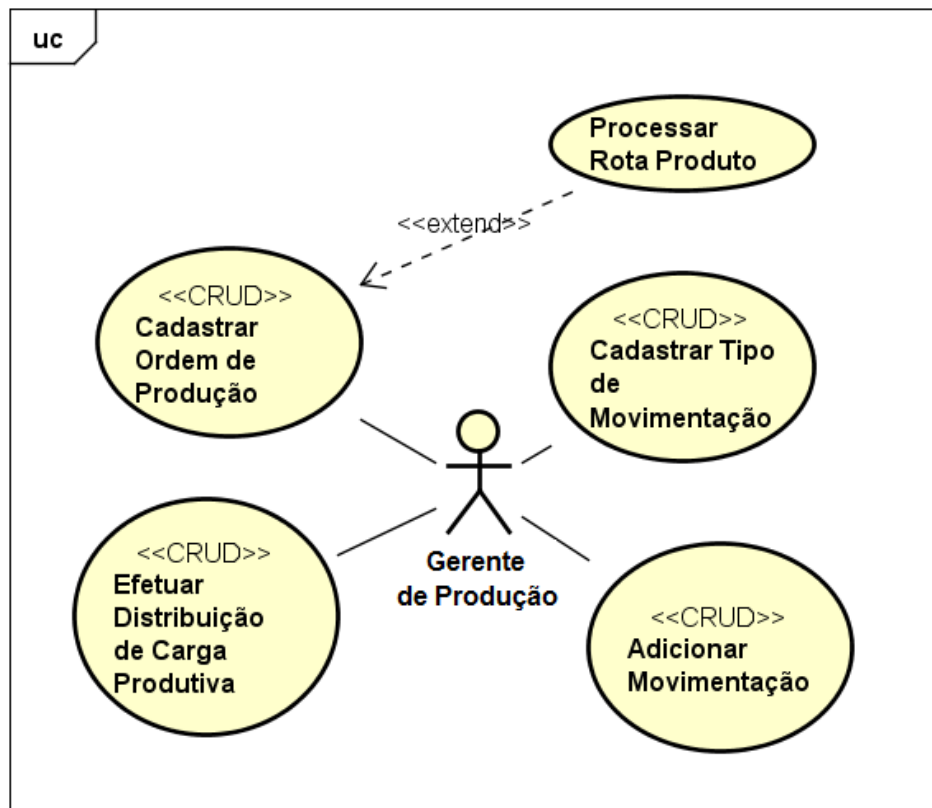 uc
Processar
Rota Produto
<<extend>>
<<CRUD>>
Cadastrar
Ordem de
Produção
<<CRUD>>
Cadastrar Tipo
de
Movimentação
<<CRUD>>
Efetuar
Distribuição
de Carga
Produtiva
Gerente
de Produção
<<CRUD>>
Adicionar
Movimentação